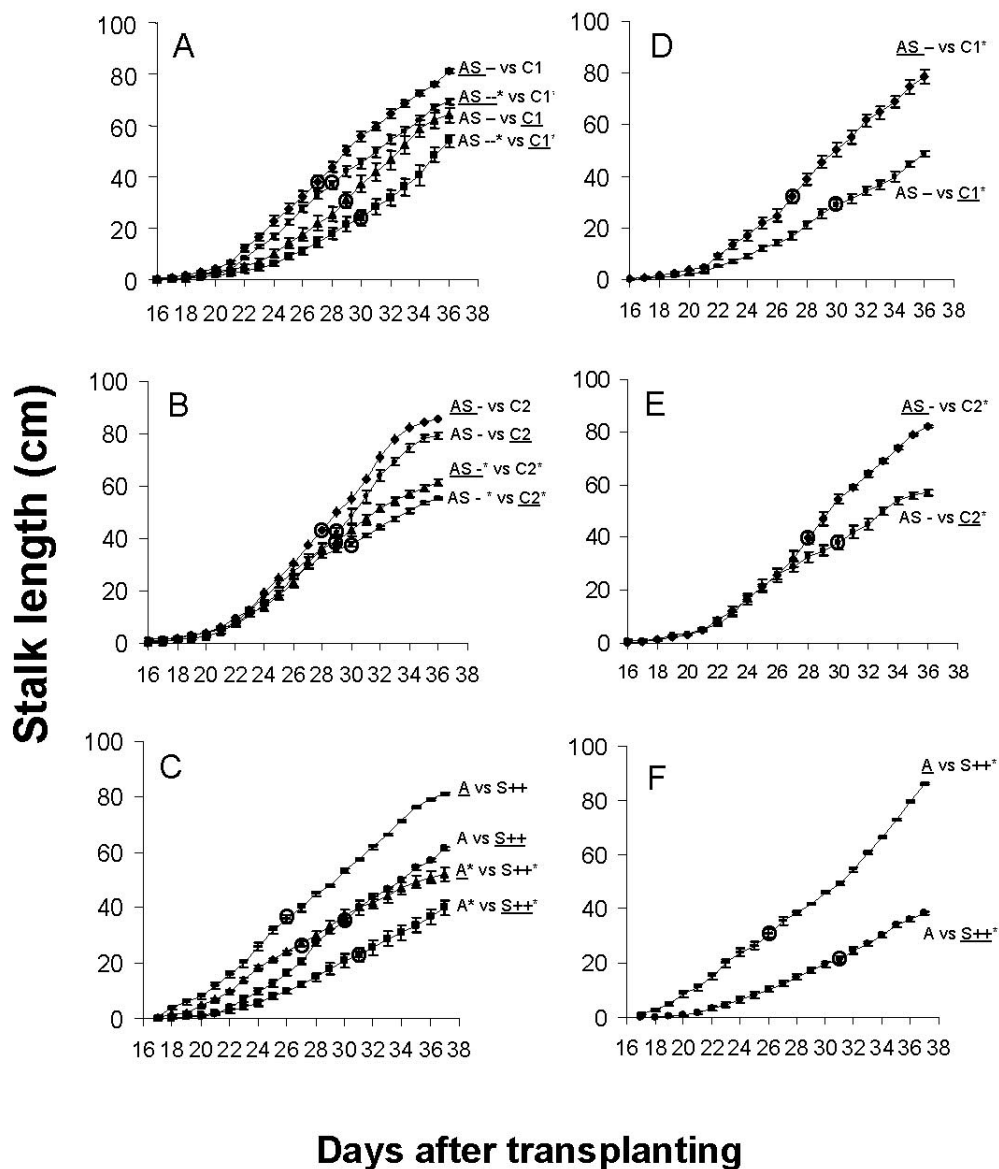 Stalk length (cm)
A
100
80
60
40
20
0
16 18 20 22 24 26 28 30 32 34 36 38
AS – vs C1
AS --* vs C1*
AS – vs C1
AS --* vs C1*
D
100
80
60
40
20
0
16 18 20 22 24 26 28 30 32 34 36 38
AS – vs C1*
AS – vs C1*
B
100
80
60
40
20
0
16 18 20 22 24 26 28 30 32 34 36 38
AS - vs C2
AS - vs C2
AS -* vs C2*
AS - * vs C2*
E
100
80
60
40
20
0
16 18 20 22 24 26 28 30 32 34 36 38
AS - vs C2*
AS - vs C2*
C
100
80
60
40
20
0
16 18 20 22 24 26 28 30 32 34 36 38
A vs S++
A vs S++
A* vs S++*
A* vs S++*
F
100
80
60
40
20
0
16 18 20 22 24 26 28 30 32 34 36 38
A vs S++*
A vs S++*
Days after transplanting